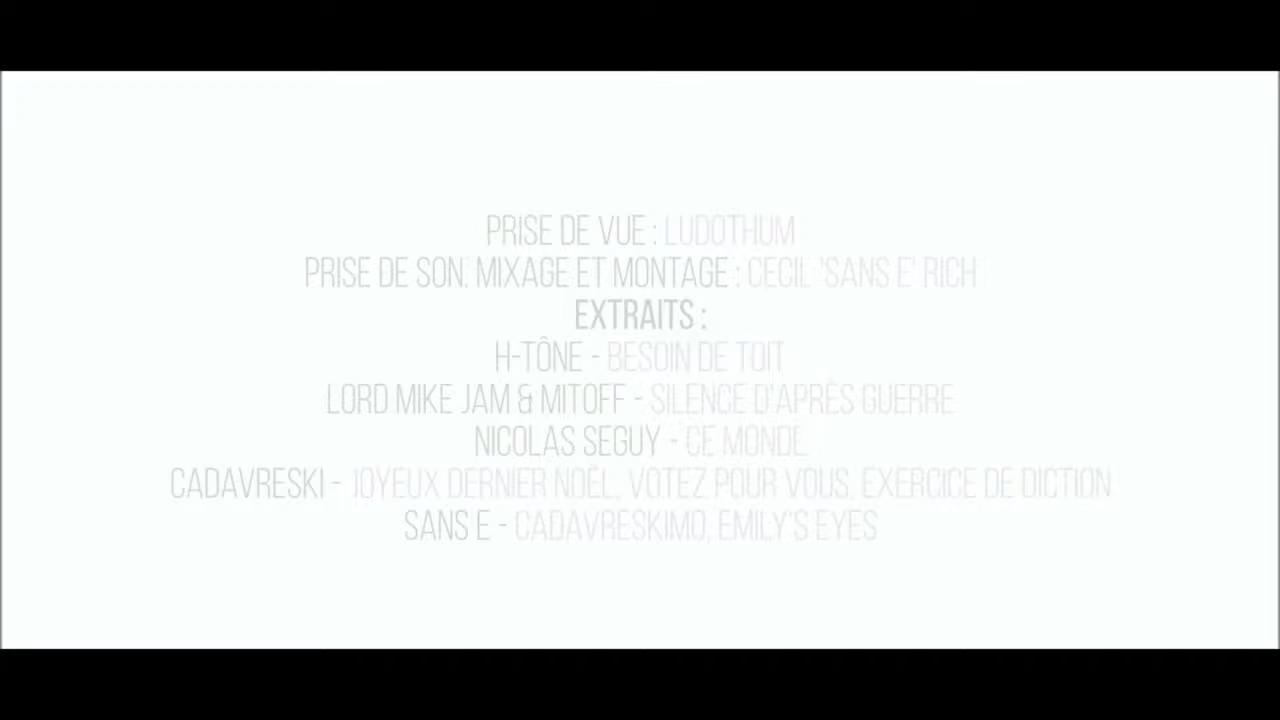 PRISE DE VUE : LUDOTHUM
PRISE DE SON, MIXAGE ET MONTAGE : CECIL 'SANS E' RICH
EXTRAITS :
H-TÔNE - BESOIN DE TOIT
LORD MIKE JAM & MITOFF - SILENCE D'APRÈS GUERRE
NICOLAS SEGUY - CE MONDE
CADAVRESKI - JOYEUX DERNIER NOËL, VOTEZ POUR VOUS, EXERCICE DE DICTION
SANS E - CADAVRESKIMO, EMILY'S EYES